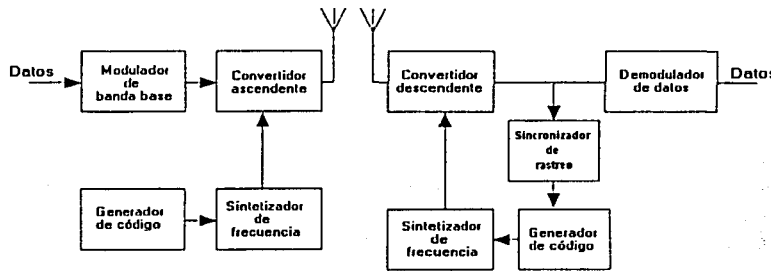 Datos
Modulador
de
banda base
Convertidor
ascendente
Convertidor
descendente
Demodulador
de datos
Datos
Sincronizador
de
rastreo
Generador
de código
Sintetizador
de
frecuencia
Sintetizador
de
frecuencia
Generador
de código